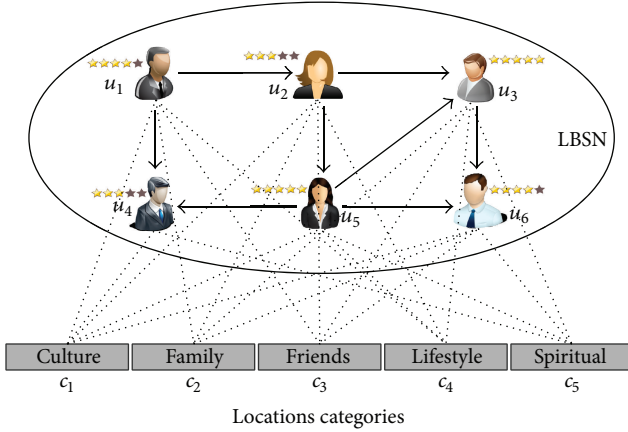 u1
u2
u3
LBSN
u4
u5
u6
Culture
Family
Friends
Lifestyle
Spiritual
c1
c2
c3
c4
c5
Locations categories